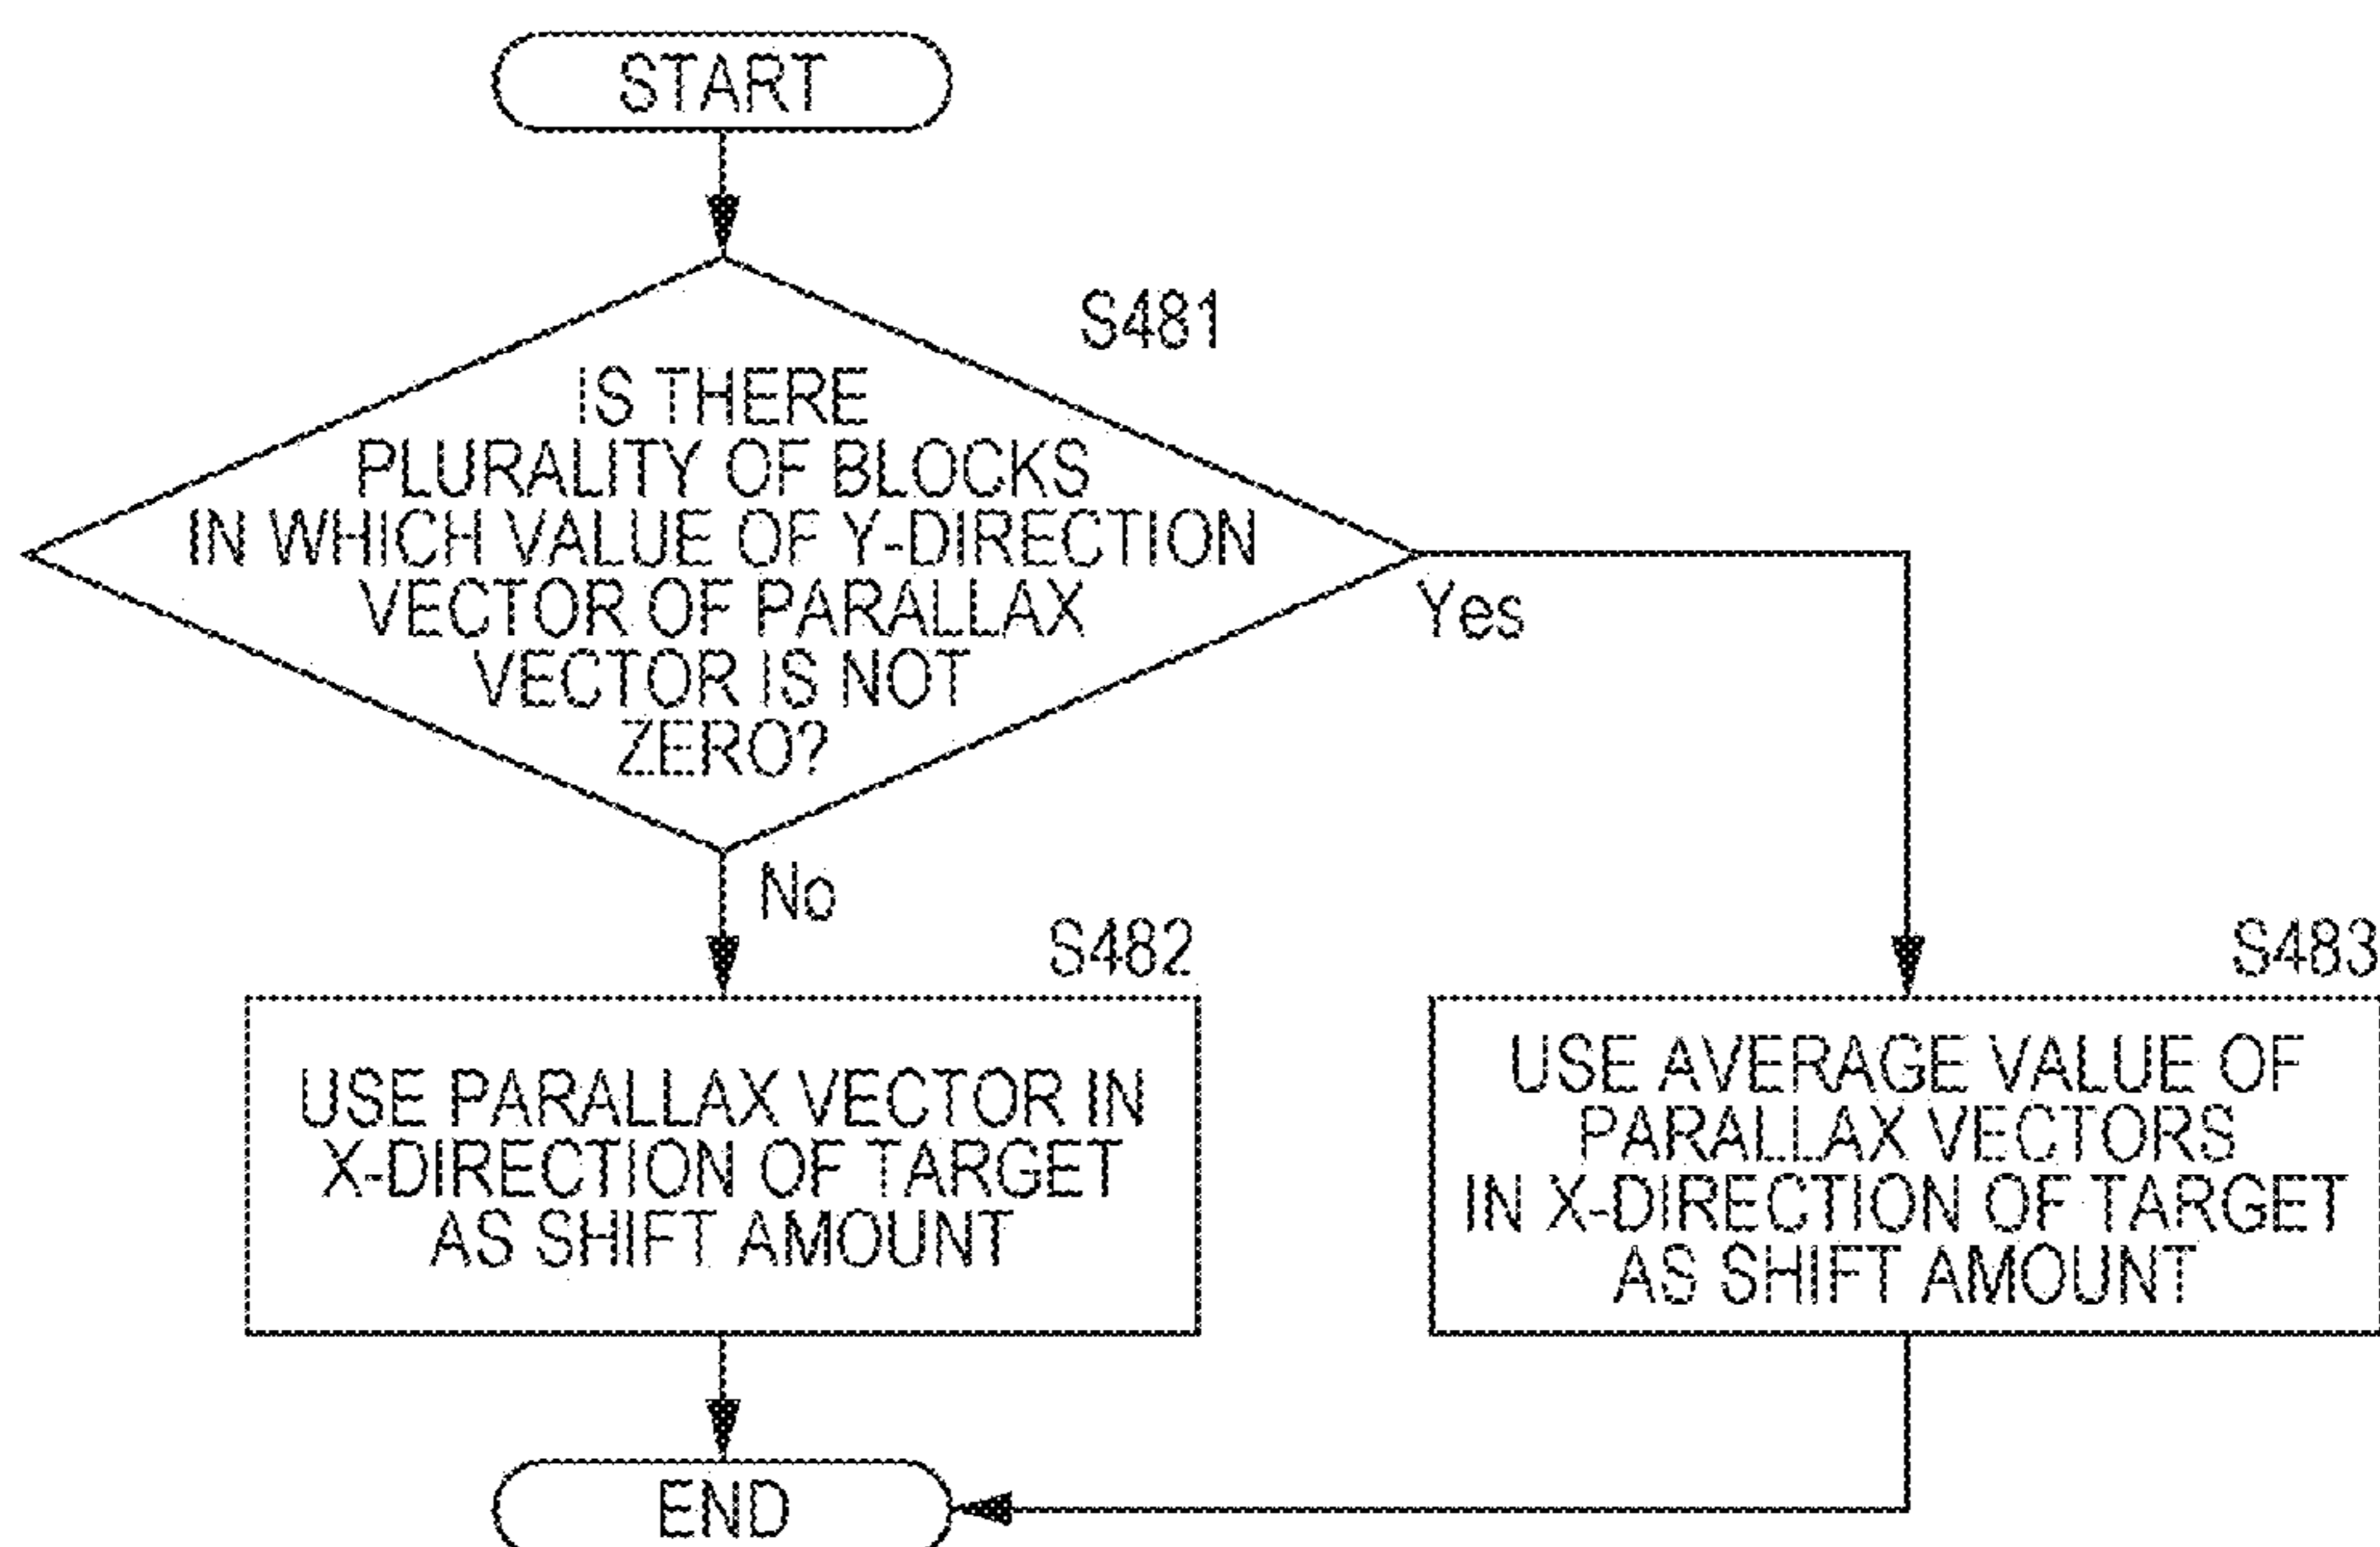 START
S481
IS THERE
PLURALITY OF BLOCKS
IN WHICH VALUE OF Y-DIRECTION
VECTOR OF PARALLAX
VECTOR IS NOT
ZERO?
Yes
No
S482
USE PARALLAX VECTOR IN
X-DIRECTION OF TARGET
AS SHIFT AMOUNT
S483
USE AVERAGE VALUE OF
PARALLAX VECTORS
IN X-DIRECTION OF TARGET
AS SHIFT AMOUNT
END